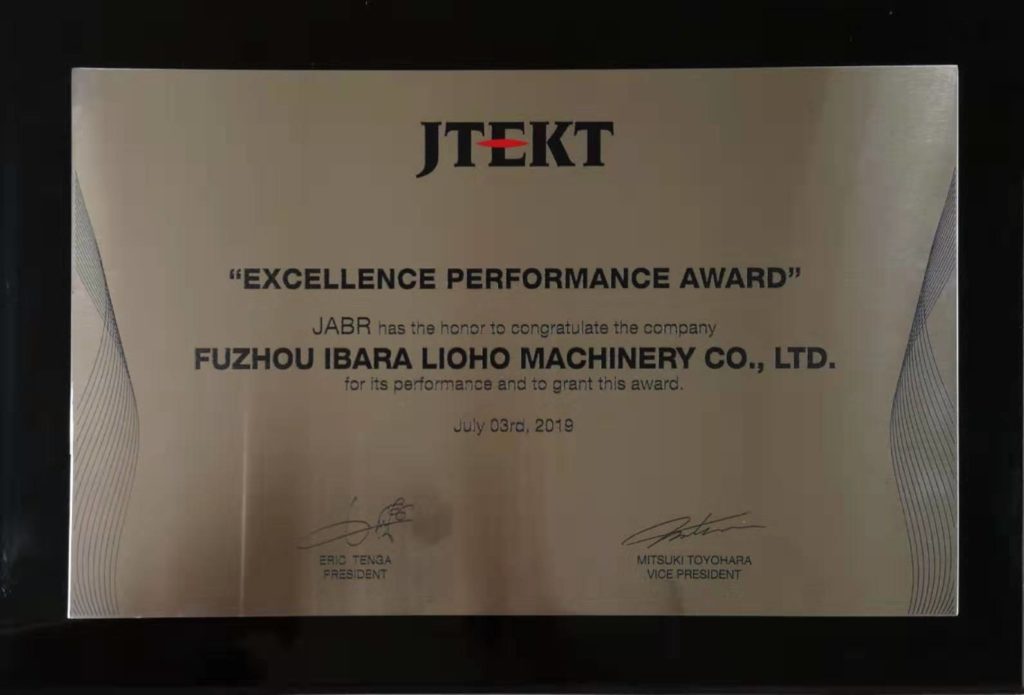 JTEKT
“EXCELLENCE PERFORMANCE AWARD”
JABR has the honor to congratulate the company
FUZHOU IBARA LIOHO MACHINERY CO., LTD.
for its performance and to grant this award.
July 03rd, 2019
ERIC TENGA
PRESIDENT
MITSUKI TOYOHARA
VICE PRESIDENT